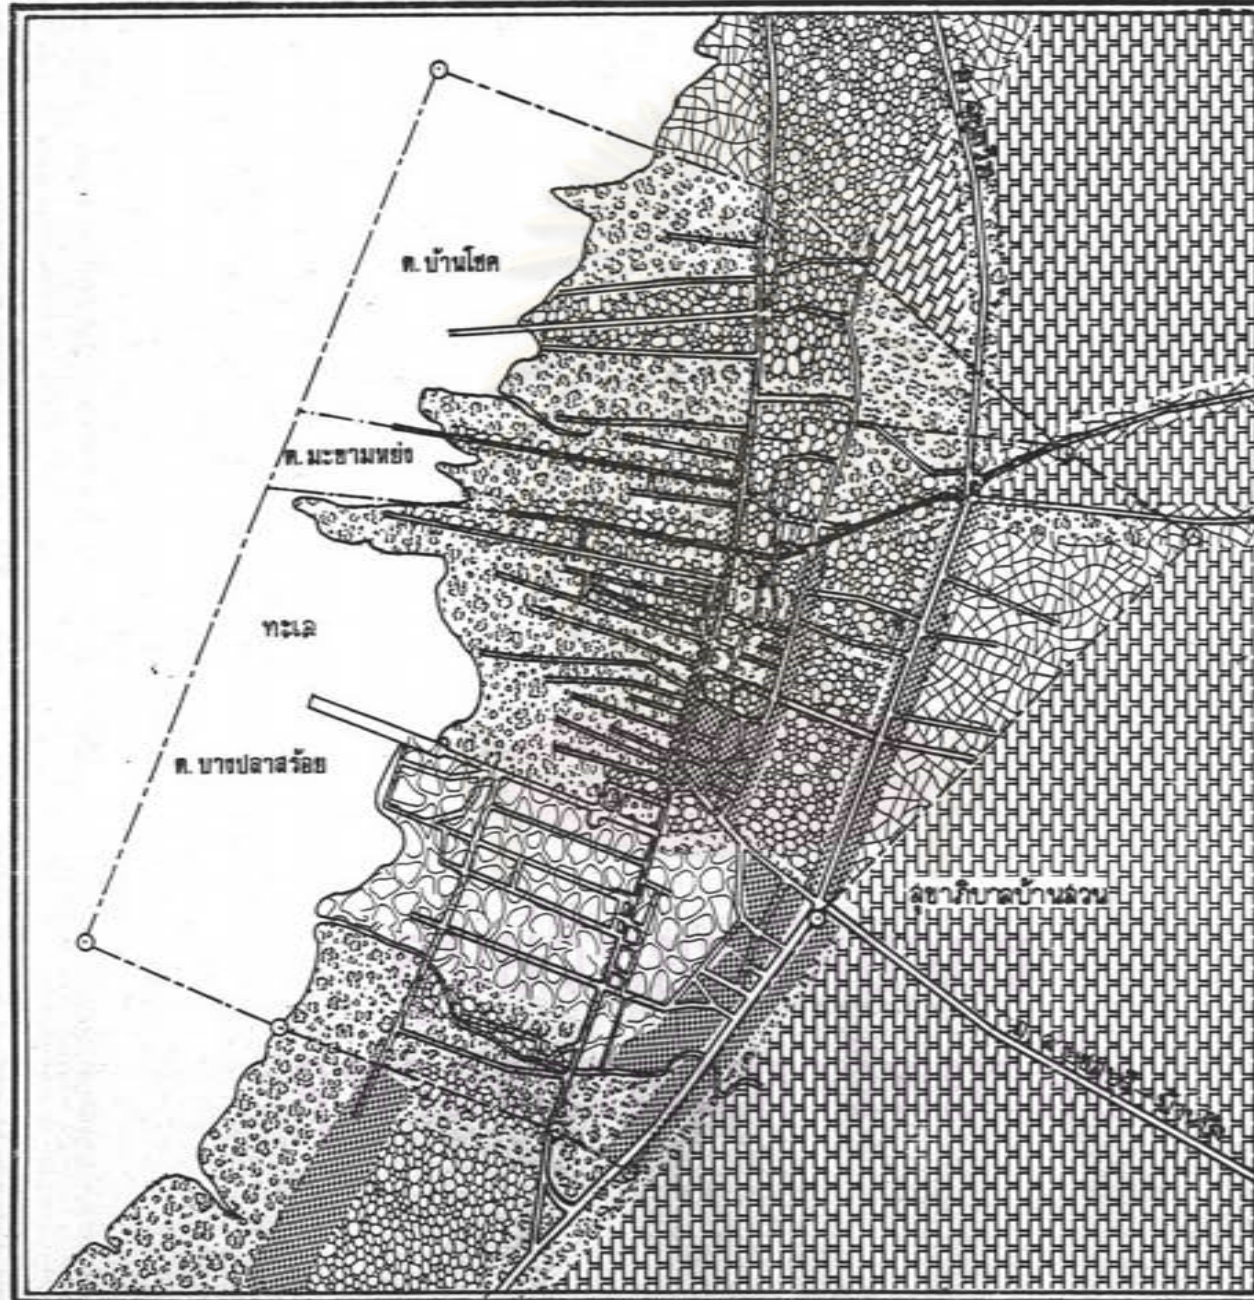 ต.บ้านโขด
ต.มะขามหย่ง
ทะเล
ต.บางปลาสร้อย
สุขาภิบาลบ้านสวน